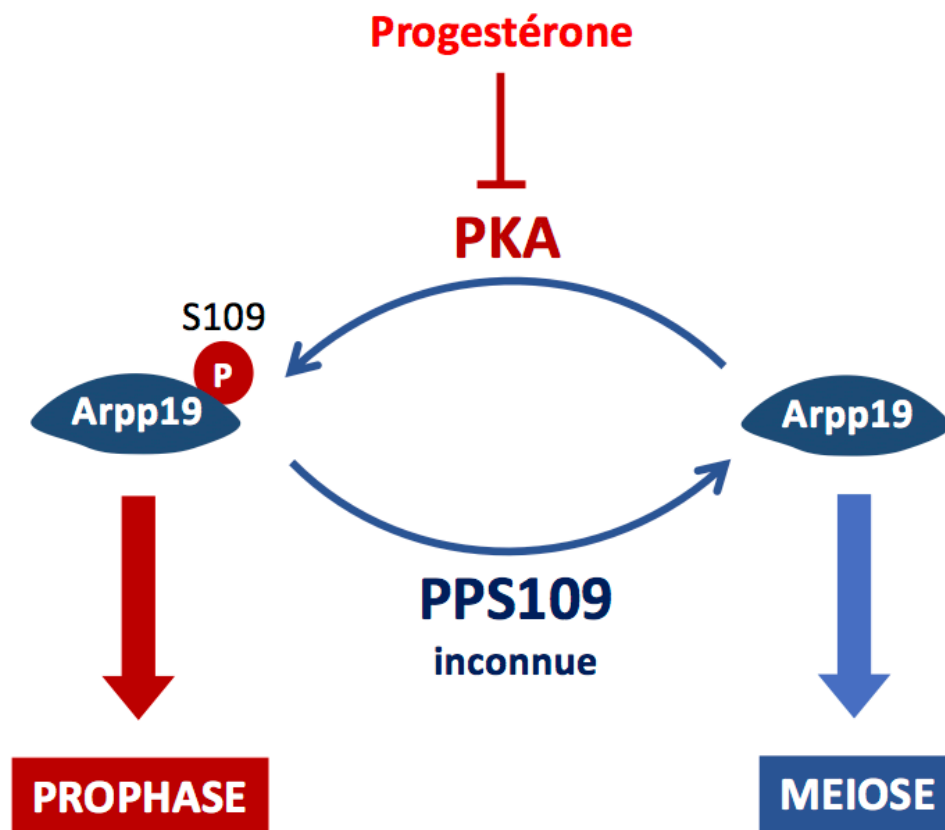 Progestérone
PKA
S109
P
Arpp19
Arpp19
PPS109
inconnue
PROPHASE
MEIOSE